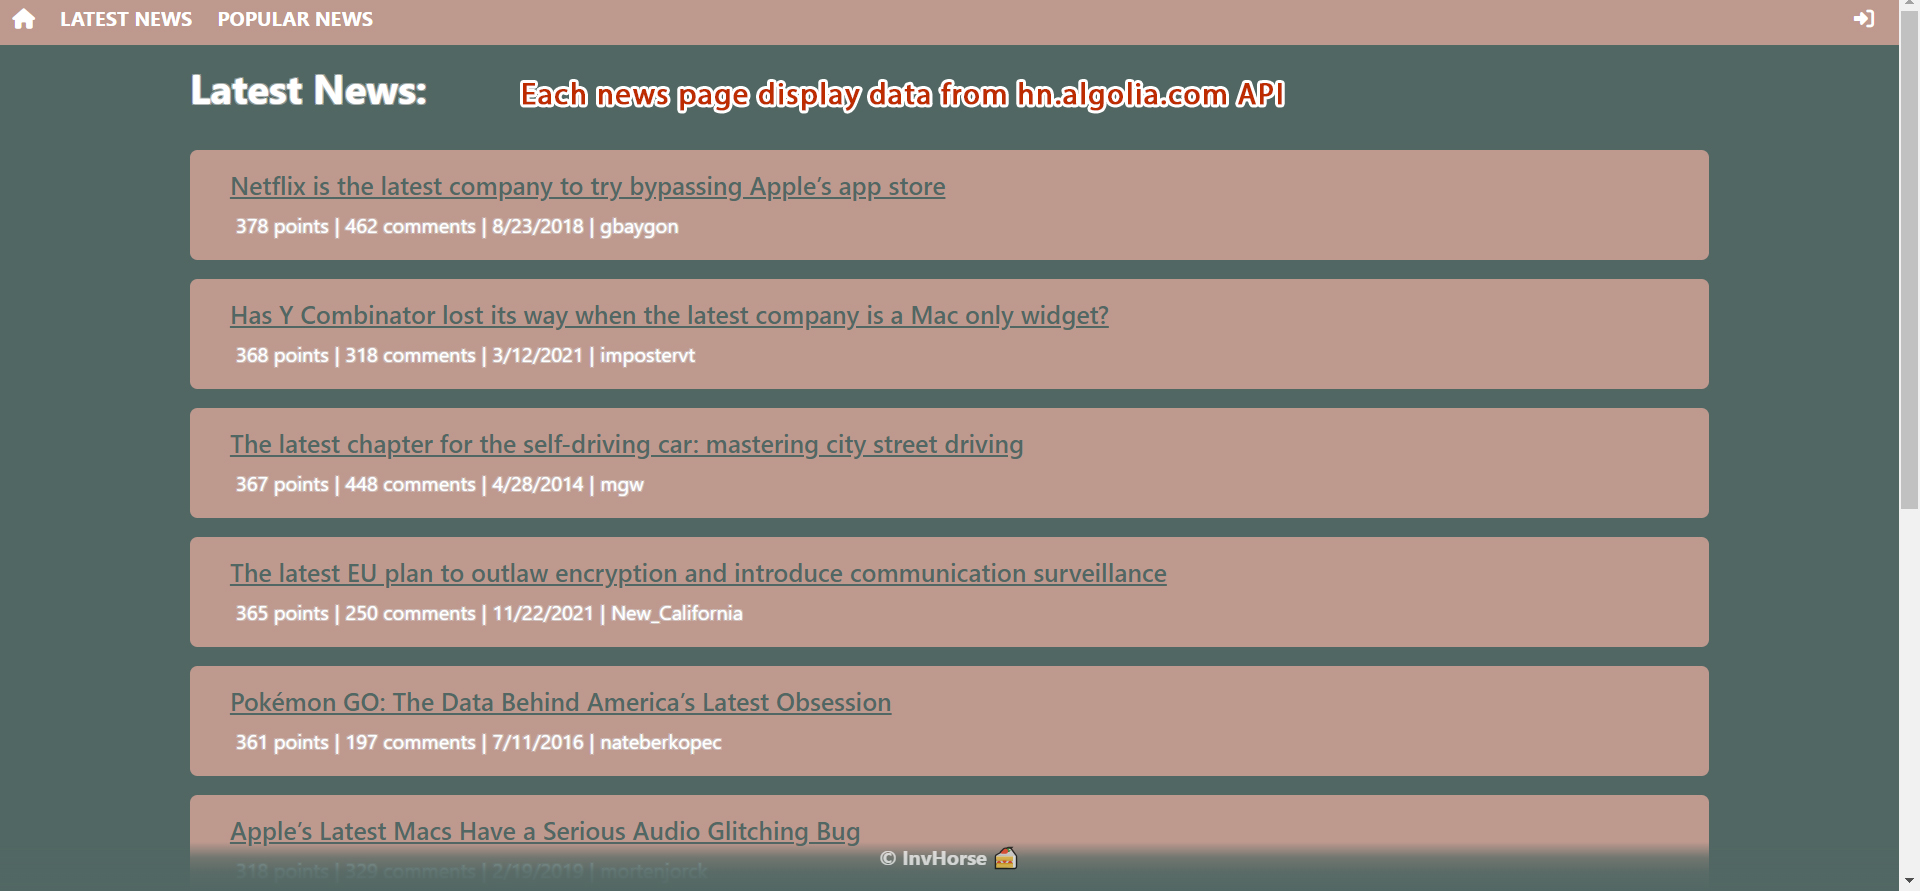 LATEST NEWS POPULAR NEWS
Latest News:
Each news page display data from hn.algolia.com API
Netflix is the latest company to try bypassing Apple’s app store
378 points | 462 comments | 8/23/2018 | gbaygon
Has Y Combinator lost its way when the latest company is a Mac only widget?
368 points | 318 comments | 3/12/2021 | impostervt
The latest chapter for the self-driving car: mastering city street driving
367 points | 448 comments | 4/28/2014 | mgw
The latest EU plan to outlaw encryption and introduce communication surveillance
365 points | 250 comments | 11/22/2021 | New_California
Pokémon GO: The Data Behind America’s Latest Obsession
361 points | 197 comments | 7/11/2016 | nateberkopec
Apple’s Latest Macs Have a Serious Audio Glitching Bug
318 points | 329 comments | 2/19/2019 | mortenjorck
© InvHorse